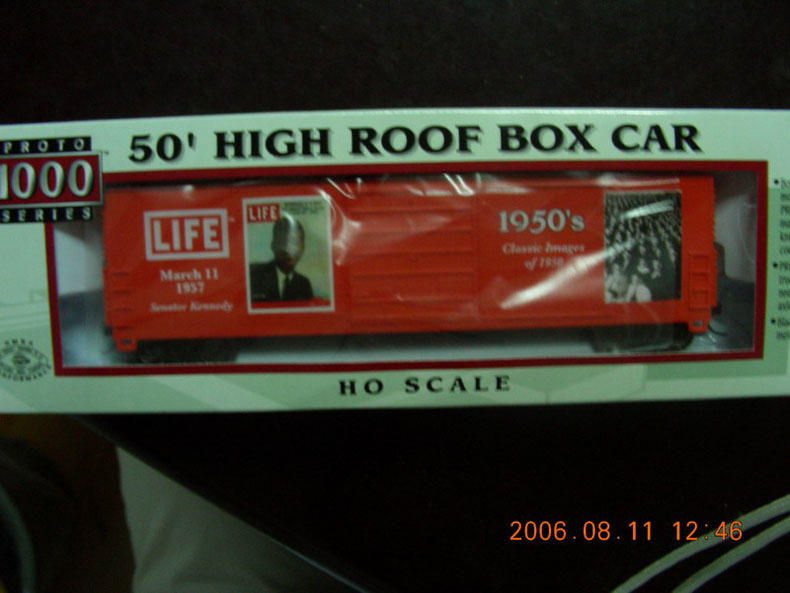 PROTO
1000
SERIES
50' HIGH ROOF BOX CAR
LIFE
March 11
1957
Senator Kennedy
LIFE
1950's
Classic Images
of 1950
HO SCALE
2006.08.11 12:46